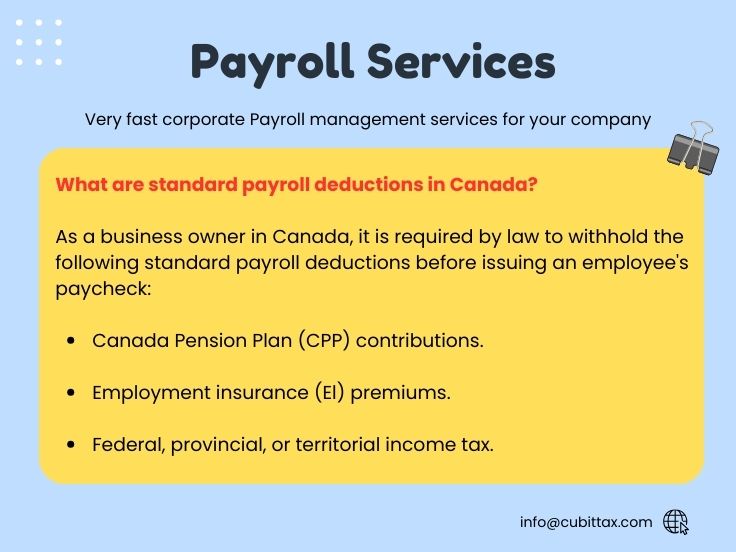 Payroll Services
Very fast corporate Payroll management services for your company
What are standard payroll deductions in Canada?
As a business owner in Canada, it is required by law to withhold the
following standard payroll deductions before issuing an employee's
paycheck:
• Canada Pension Plan (CPP) contributions.
• Employment insurance (EI) premiums.
• Federal, provincial, or territorial income tax.
info@cubittax.com